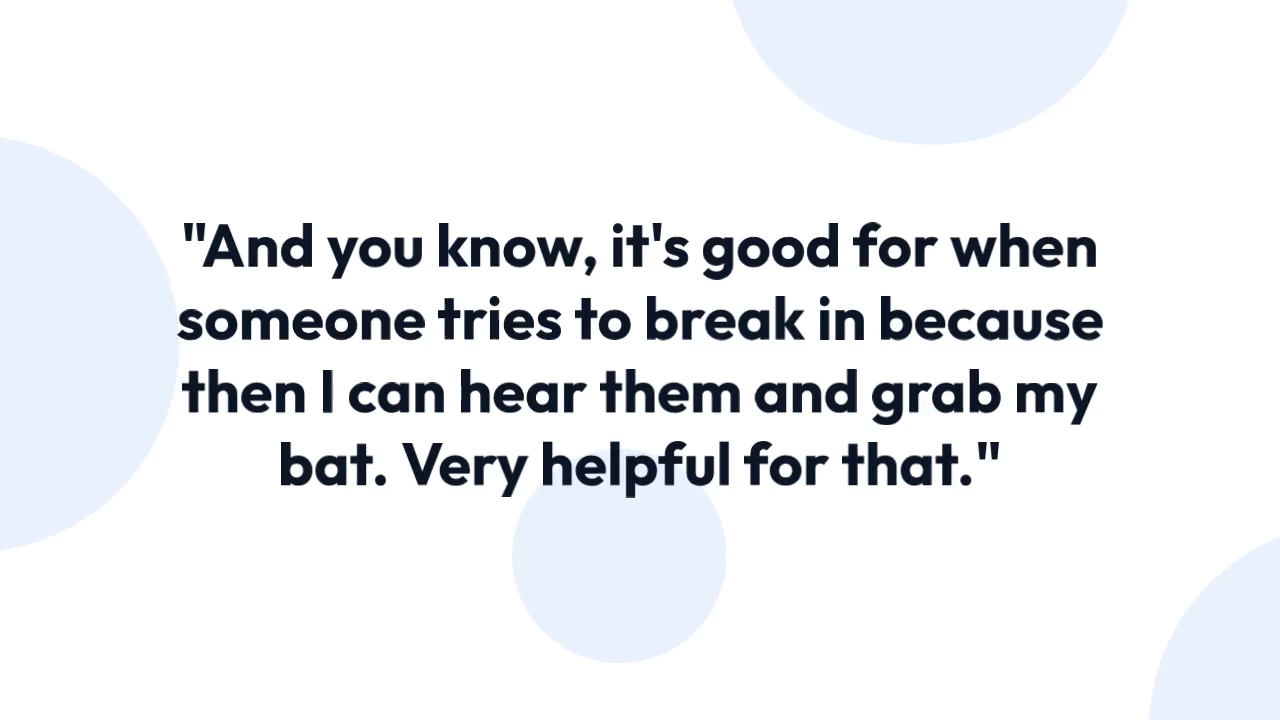 "And you know, it's good for when
someone tries to break in because
then I can hear them and grab my
bat. Very helpful for that."